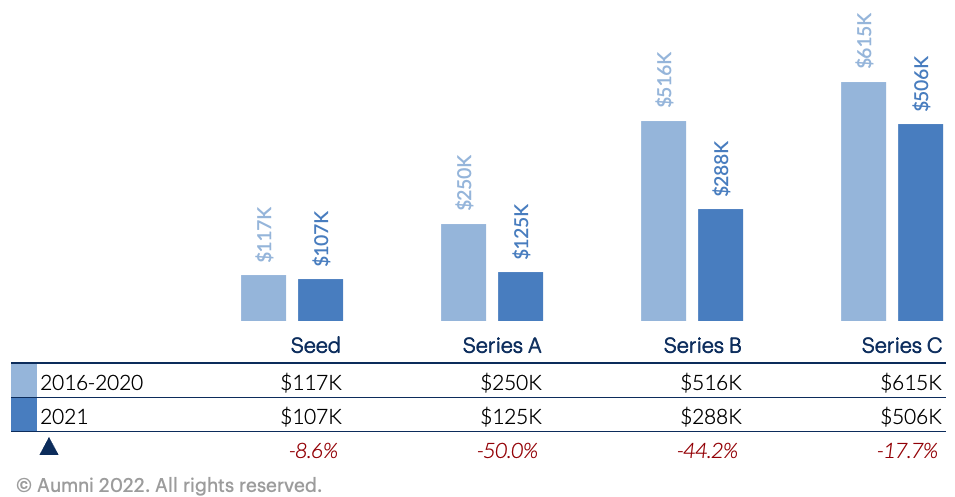 $117K $107K $250K $125K $516K $288K $615K $506K
Seed Series A Series B Series C
2016-2020 $117K $250K $516K $615K
2021 $107K $125K $288K $506K
-8.6% -50.0% -44.2% -17.7%
© Aumni 2022. All rights reserved.